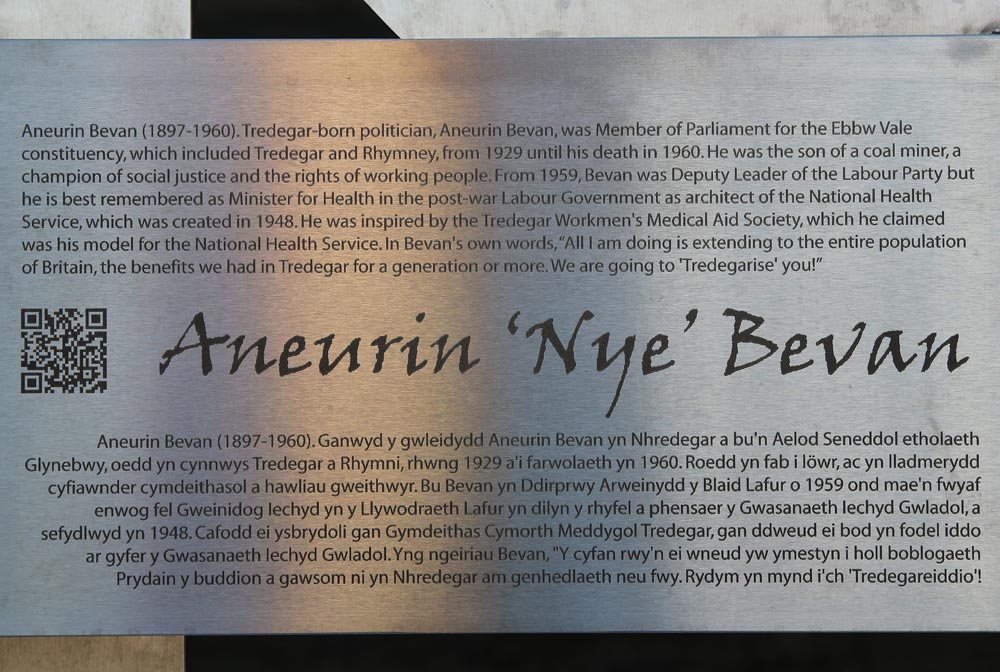 Aneurin Bevan (1897-1960). Tredegar-born politician, Aneurin Bevan, was Member of Parliament for the Ebbw Vale
constituency, which included Tredegar and Rhymney, from 1929 until his death in 1960. He was the son of a coal miner, a
champion of social justice and the rights of working people. From 1959, Bevan was Deputy Leader of the Labour Party but
he is best remembered as Minister for Health in the post-war Labour Government as architect of the National Health
Service, which was created in 1948. He was inspired by the Tredegar Workmen's Medical Aid Society, which he claimed
was his model for the National Health Service. In Bevan's own words, "All I am doing is extending to the entire population
of Britain, the benefits we had in Tredegar for a generation or more. We are going to 'Tredegarise' you!"
Aneurin 'Nye' Bevan
Aneurin Bevan (1897-1960). Ganwyd y gwleidydd Aneurin Bevan yn Nhredegar a bu'n Aelod Seneddol etholaeth
Glynebwy, oedd yn cynnwys Tredegar a Rhymni, rhwng 1929 a'i farwolaeth yn 1960. Roedd yn fab i löwr, ac yn lladmerydd
cyfiawnder cymdeithasol a hawliau gweithwyr. Bu Bevan yn Ddirprwy Arweinydd y Blaid Lafur o 1959 ond mae'n fwyaf
enwog fel Gweinidog Iechyd yn y Llywodraeth Lafur yn dilyn y rhyfel a phensaer y Gwasanaeth Iechyd Gwladol, a
sefydlwyd yn 1948. Cafodd ei ysbrydoli gan Gymdeithas Cymorth Meddygol Tredegar, gan ddweud ei bod yn fodel iddo
ar gyfer y Gwasanaeth Iechyd Gwladol. Yng ngeiriau Bevan, "Y cyfan rwy'n ei wneud yw ymestyn i holl boblogaeth
Prydain y buddion a gawsom ni yn Nhredegar am genhedlaeth neu fwy. Rydym yn mynd i'ch 'Tredegareiddio'!